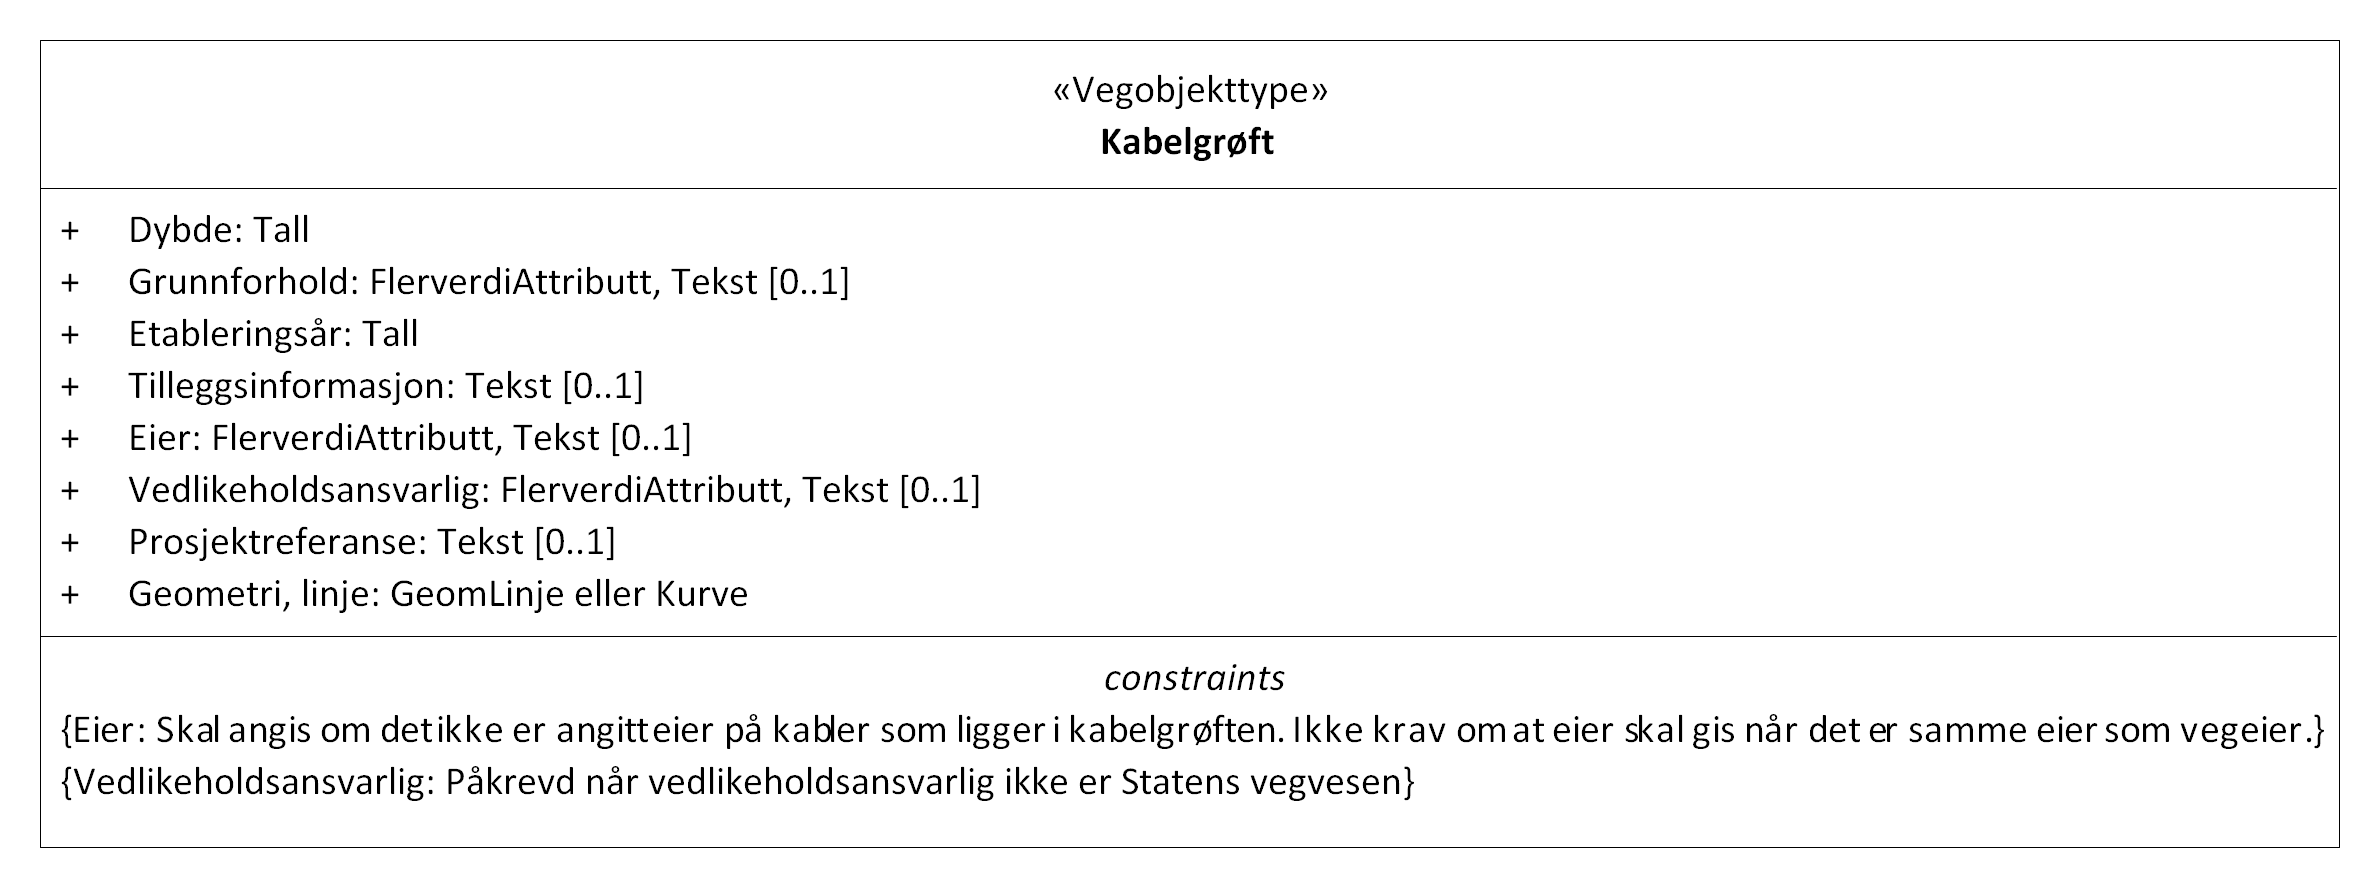 «Vegobjekttype»
Kabelgrøft
+ Dybde: Tall
+ Grunnforhold: FlerverdiAttributt, Tekst [0..1]
+ Etableringsår: Tall
+ Tilleggsinformasjon: Tekst [0..1]
+ Eier: FlerverdiAttributt, Tekst [0..1]
+ Vedlikeholdsansvarlig: FlerverdiAttributt, Tekst [0..1]
+ Prosjektreferanse: Tekst [0..1]
+ Geometri, linje: GeomLinje eller Kurve
constraints
{Eier: Skal angis om det ikke er angitt eier på kabler som ligger i kabelgrøften. Ikke krav om at eier skal gis når det er samme eier som vegeier.}
{Vedlikeholdsansvarlig: Påkrevd når vedlikeholdsansvarlig ikke er Statens vegvesen}